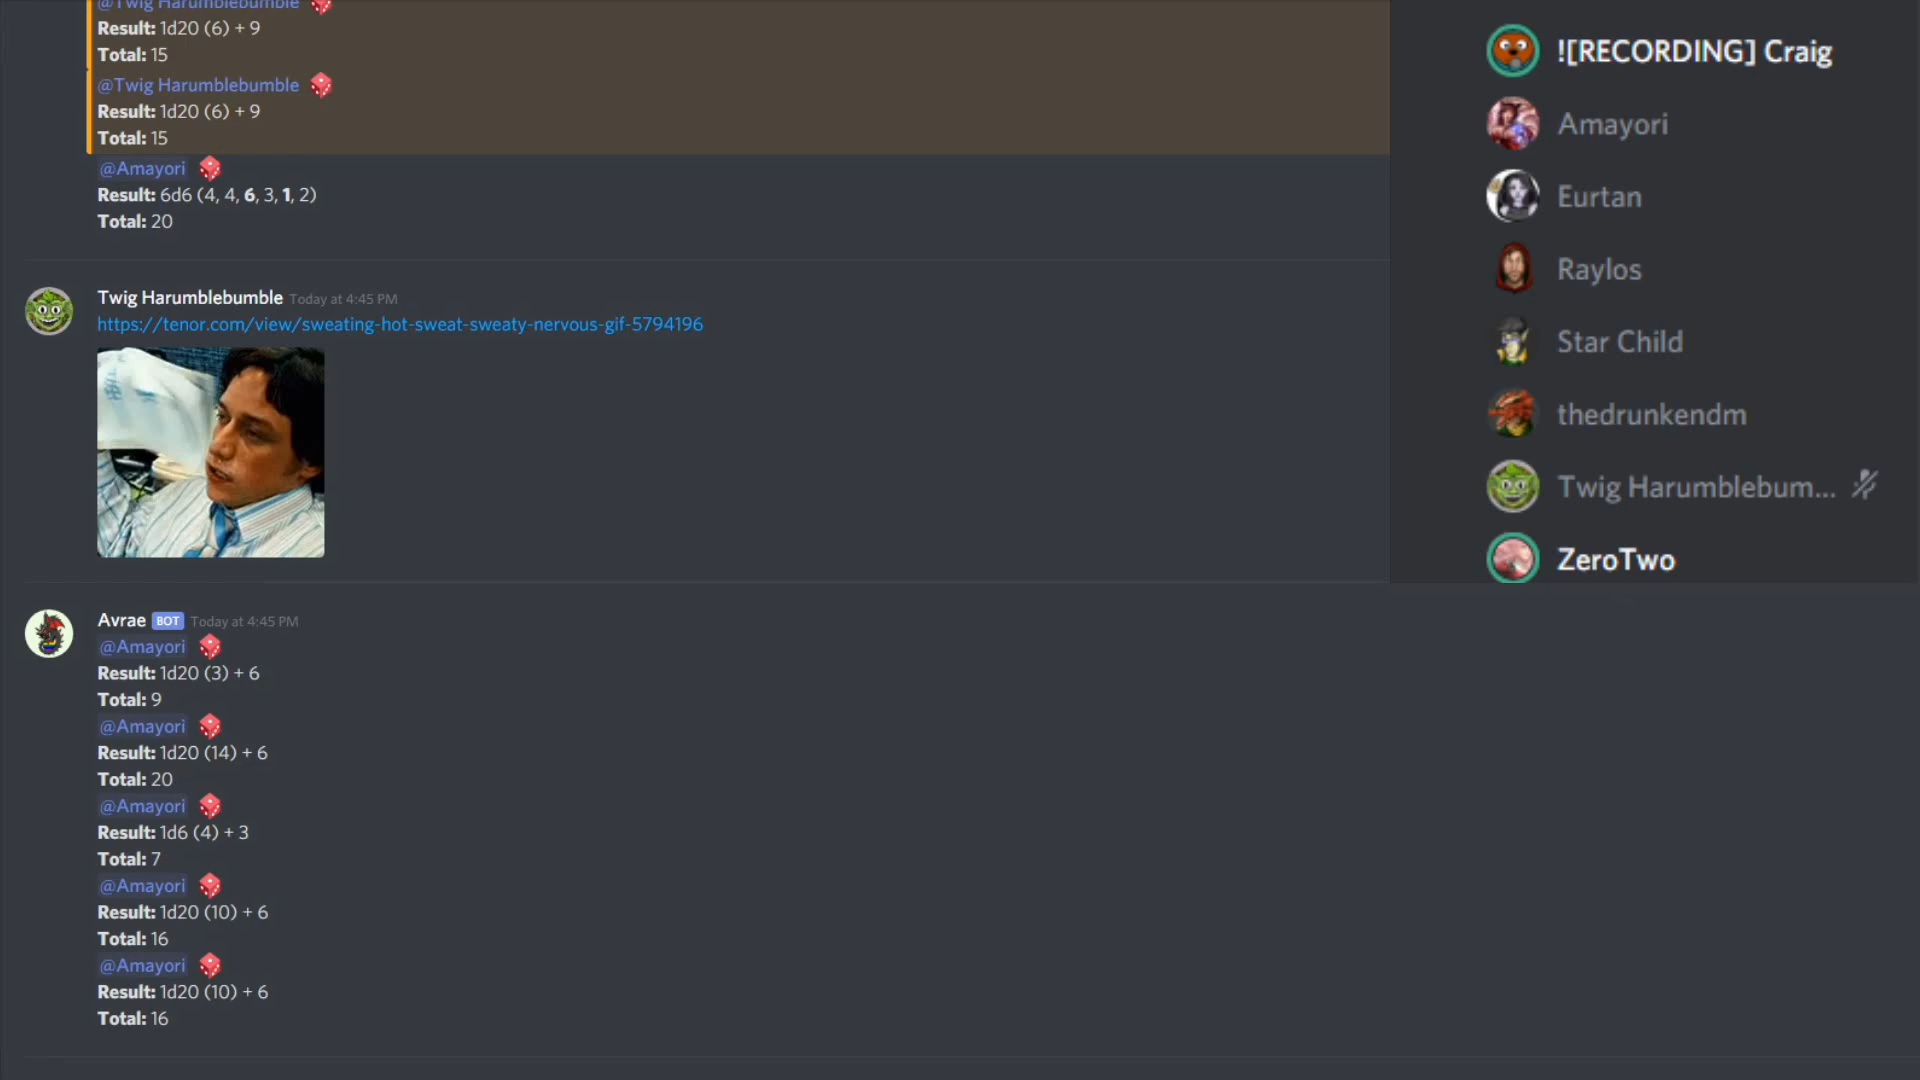 @Twig Harumblebumble
Result: 1d20 (6) + 9
Total: 15
@Twig Harumblebumble
Result: 1d20 (6) + 9
Total: 15
@Amayori
Result: 6d6 (4, 4, 6, 3, 1, 2)
Total: 20
Twig Harumblebumble Today at 4:45 PM
https://tenor.com/view/sweating-hot-sweat-sweaty-nervous-gif-5794196
Avrae BOT Today at 4:45 PM
@Amayori
Result: 1d20 (3) + 6
Total: 9
@Amayori
Result: 1d20 (14) + 6
Total: 20
@Amayori
Result: 1d6 (4) + 3
Total: 7
@Amayori
Result: 1d20 (10) + 6
Total: 16
@Amayori
Result: 1d20 (10) + 6
Total: 16
![RECORDING] Craig
Amayori
Eurtan
Raylos
Star Child
thedrunkendm
Twig Harumblebum...
ZeroTwo